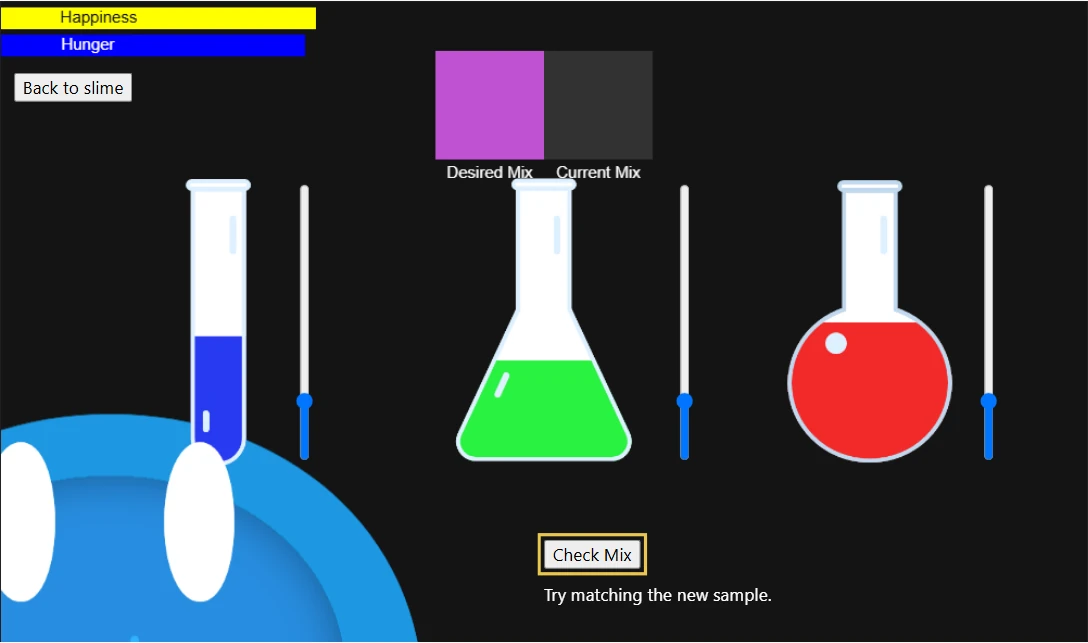 Happiness
Hunger
Back to slime
Desired Mix
Current Mix
Check Mix
Try matching the new sample.